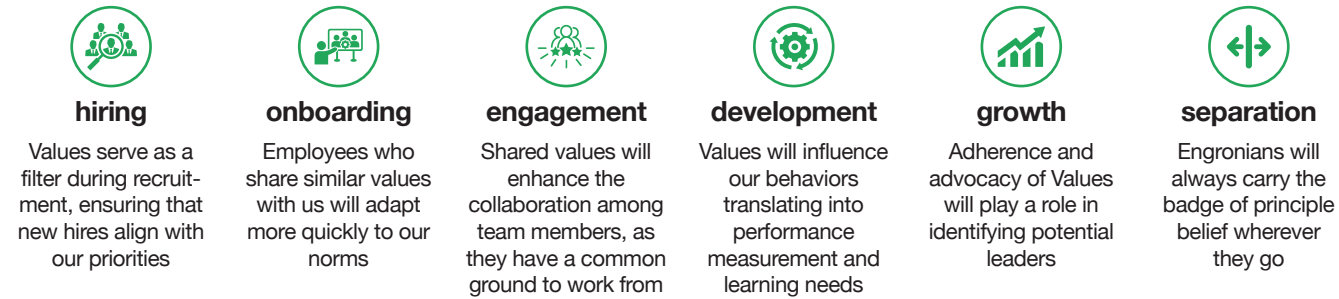 hiring
Values serve as a
filter during recruit-
ment, ensuring that
new hires align with
our priorities
onboarding
Employees who
share similar values
with us will adapt
more quickly to our
norms
engagement
Shared values will
enhance the
collaboration among
team members, as
they have a common
ground to work from
development
Values will influence
our behaviors
translating into
performance
measurement and
learning needs
growth
Adherence and
advocacy of Values
will play a role in
identifying potential
leaders
separation
Engronians will
always carry the
badge of principle
belief wherever
they go